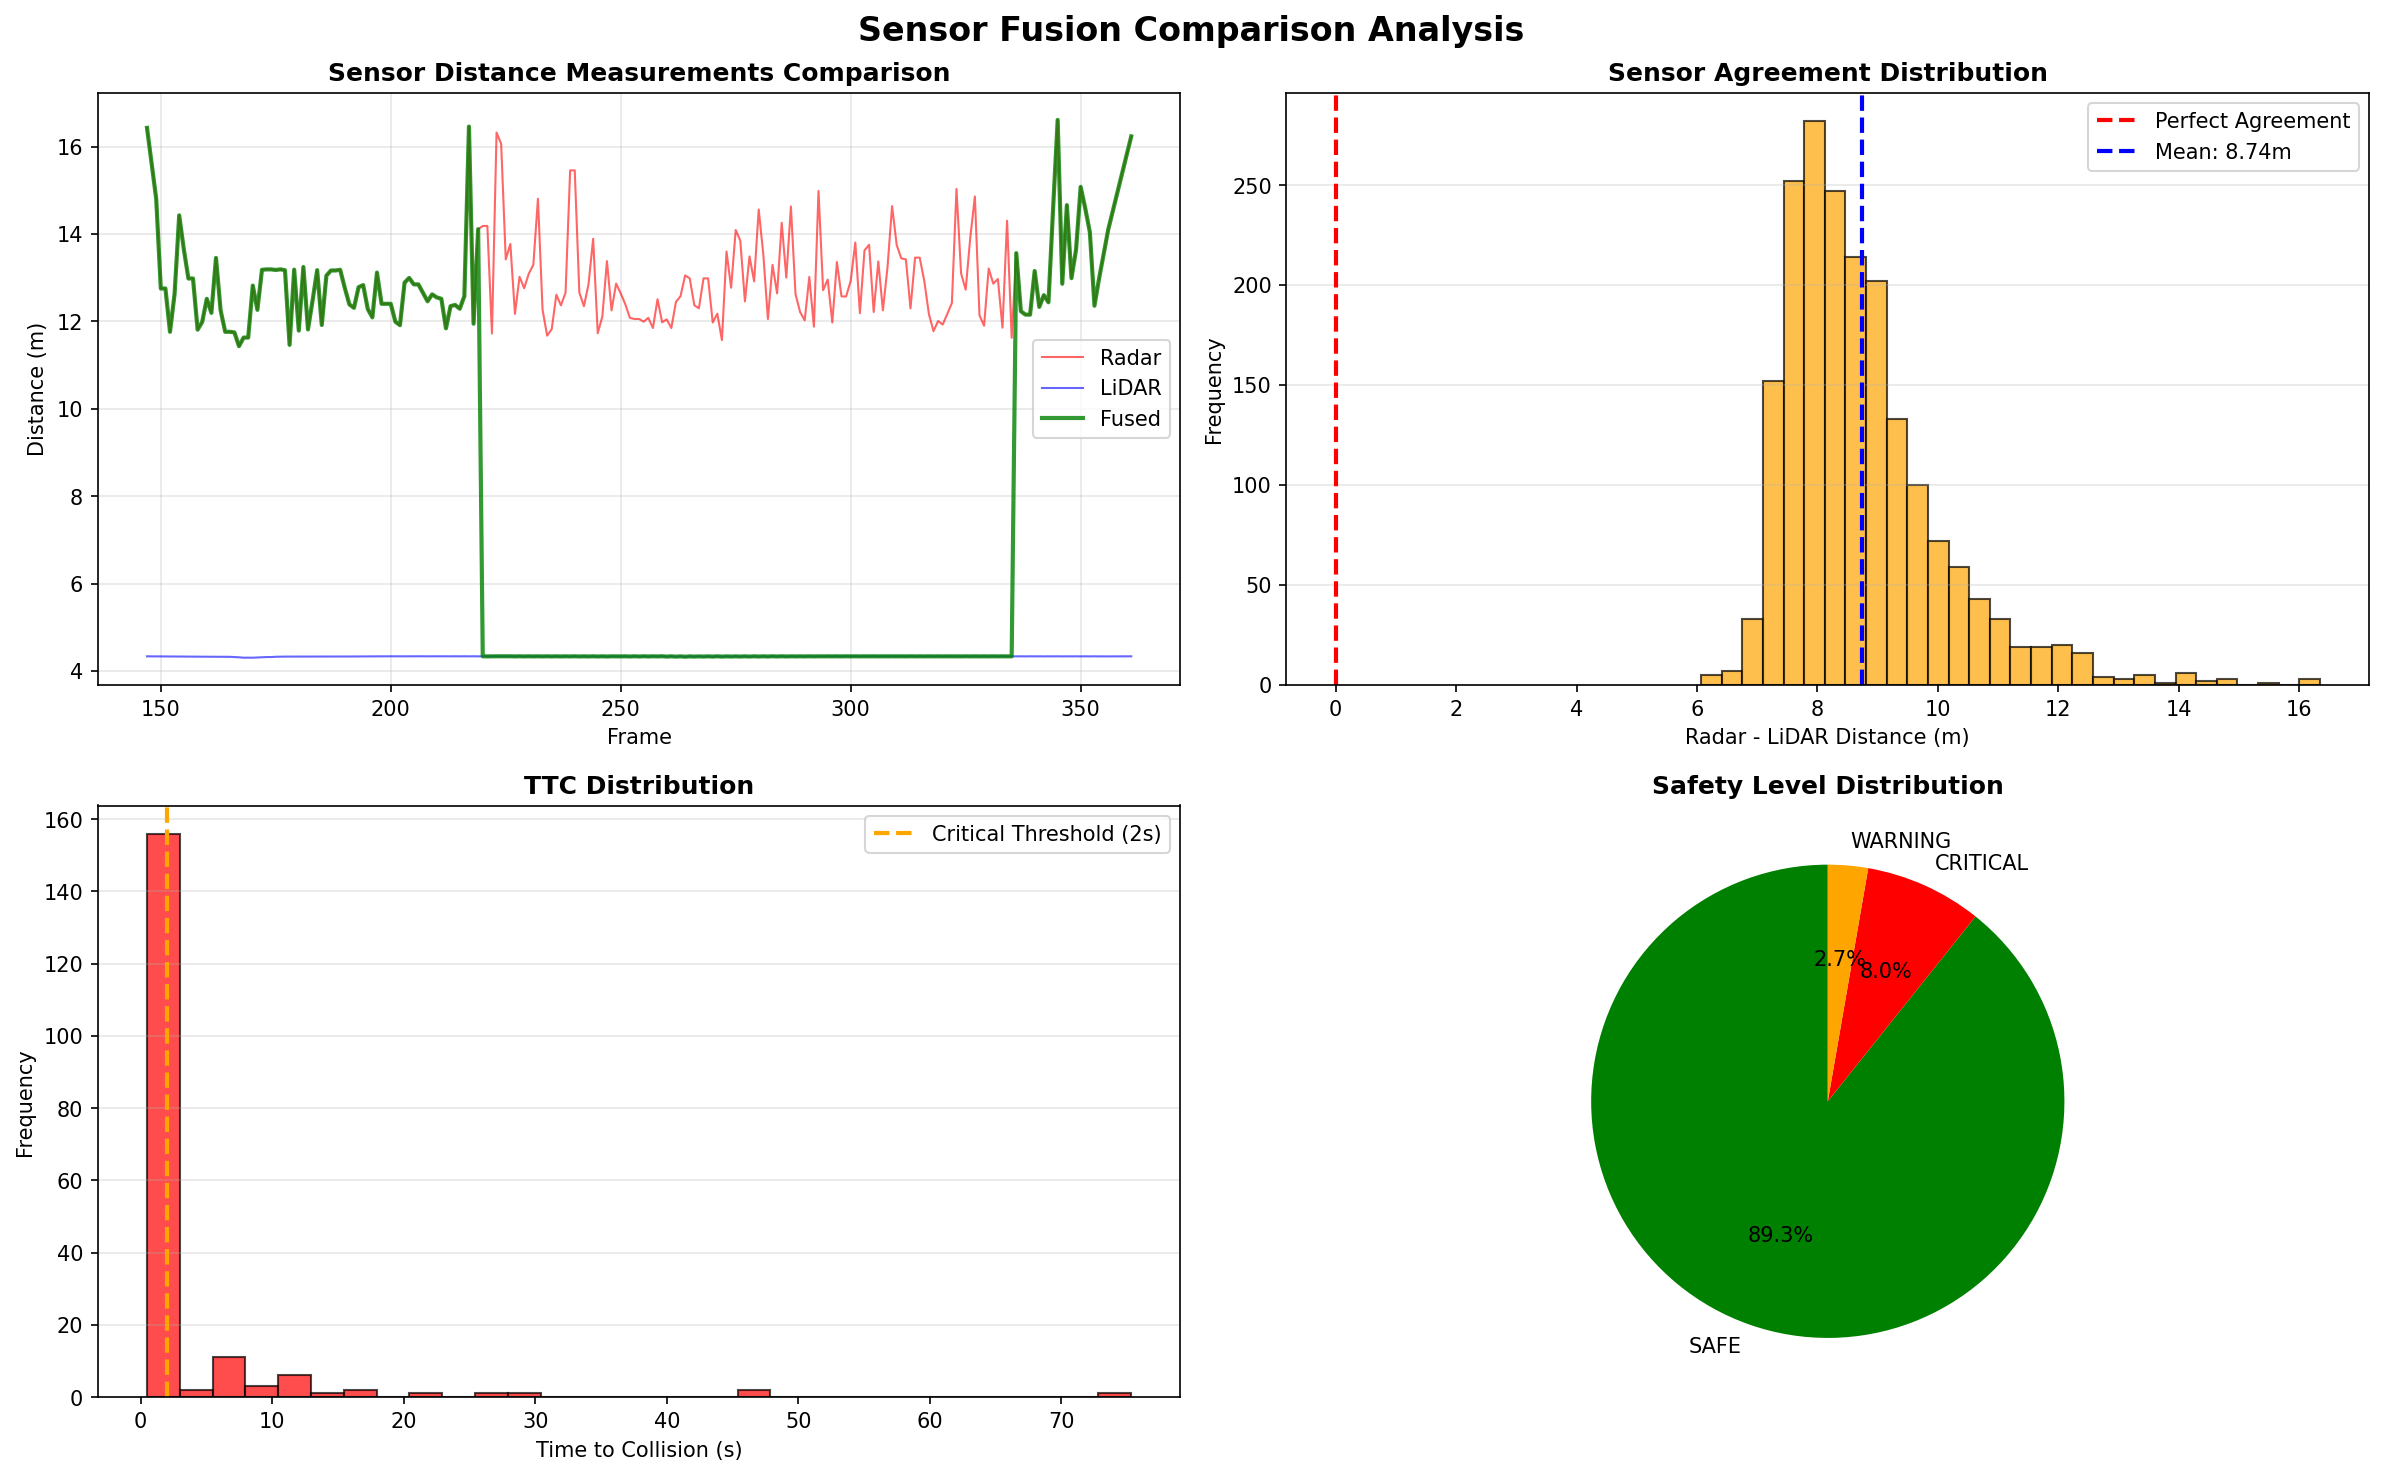 Sensor Fusion Comparison Analysis
Sensor Distance Measurements Comparison
16
14
12
10
8
6
4
Distance (m)
150
200
250
300
350
Frame
Radar
LiDAR
Fused
Sensor Agreement Distribution
250
200
150
100
50
0
Frequency
0
2
4
6
8
10
12
14
16
Radar - LiDAR Distance (m)
Perfect Agreement
Mean: 8.74m
TTC Distribution
160
140
120
100
80
60
40
20
0
Frequency
0
10
20
30
40
50
60
70
Time to Collision (s)
Critical Threshold (2s)
Safety Level Distribution
WARNING
CRITICAL
2.7%
8.0%
89.3%
SAFE